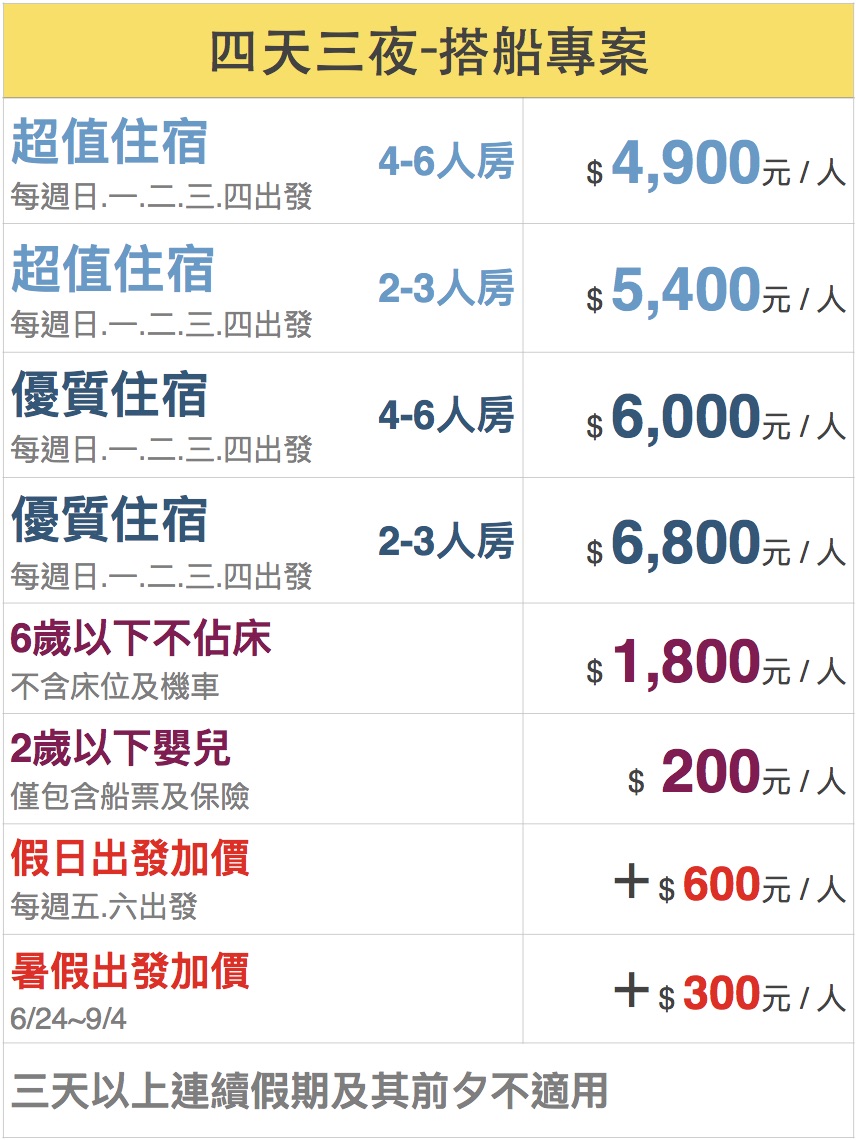 四天三夜-搭船專案
超值住宿 4-6人房 $ 4,900元 / 人
每週日.一.二.三.四出發
超值住宿 2-3人房 $ 5,400元 / 人
每週日.一.二.三.四出發
優質住宿 4-6人房 $ 6,000元 / 人
每週日.一.二.三.四出發
優質住宿 2-3人房 $ 6,800元 / 人
每週日.一.二.三.四出發
6歲以下不佔床 $ 1,800元 / 人
不含床位及機車
2歲以下嬰兒 $ 200元 / 人
僅包含船票及保險
假日出發加價 +$ 600元 / 人
每週五.六出發
暑假出發加價 +$ 300元 / 人
6/24~9/4
三天以上連續假期及其前夕不適用